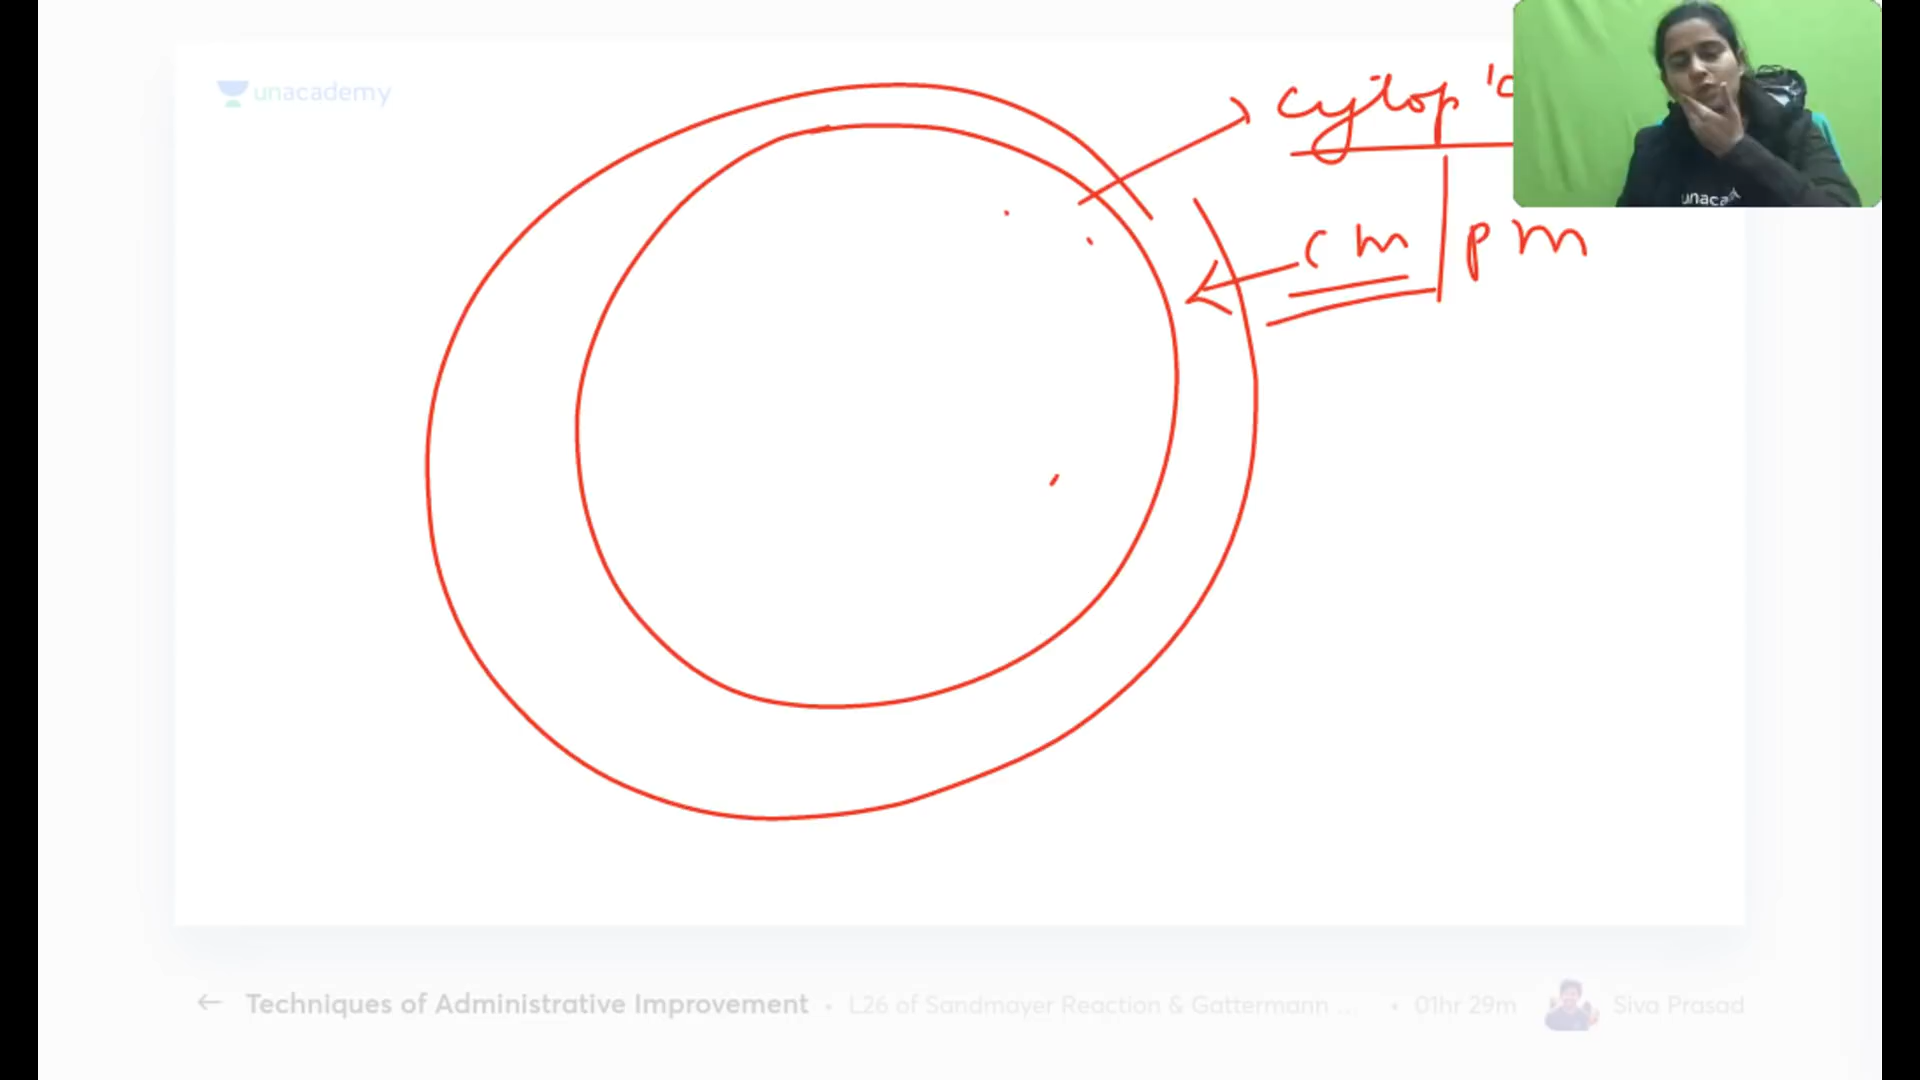 unacademy
cytop
unacad
cm | pm
← Techniques of Administrative Improvement • L26 of Sandmayer Reaction & Gattermann ... • 01hr 29m Siva Prasad